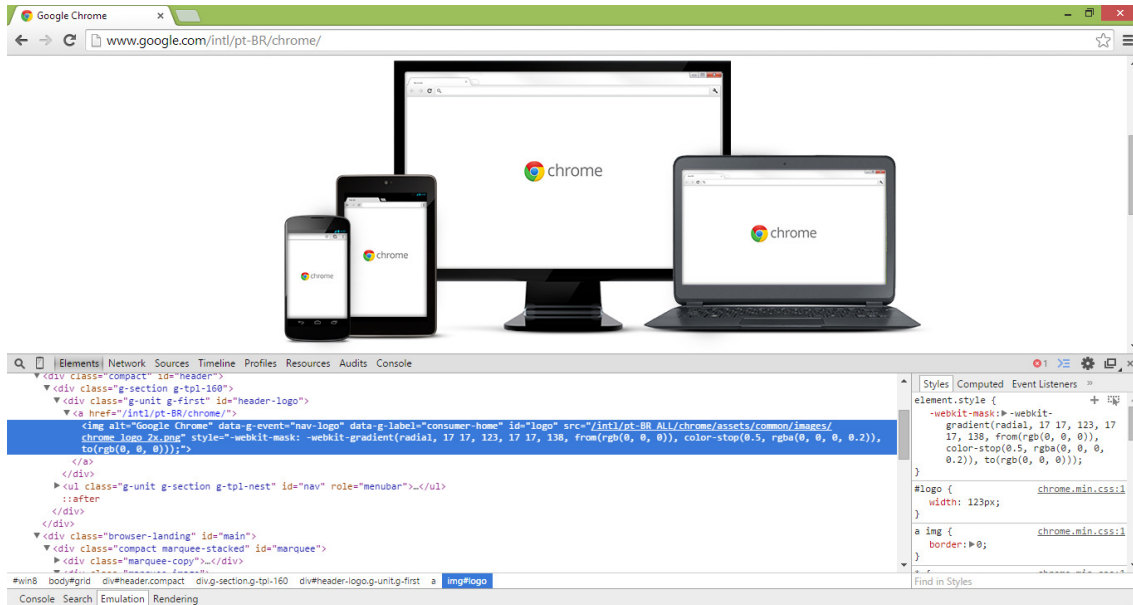 Google Chrome
www.google.com/intl/pt-BR/chrome/
chrome
chrome
chrome
chrome
Elements Network Sources Timeline Profiles Resources Audits Console
1
<div class="compact" id="header">
▼<div class="g-section g-tpl-160">
▼<div class="g-unit g-first" id="header-logo">
▼<a href="/intl/pt-BR/chrome/">
<img alt="Google Chrome" data-g-event="nav-logo" data-g-label="consumer-home" id="logo" src="/intl/pt-BR_ALL/chrome/assets/common/images/
chrome_logo_2x.png" style="-webkit-mask: -webkit-gradient(radial, 17 17, 123, 17 17, 138, from(rgb(0, 0, 0)), color-stop(0.5, rgba(0, 0, 0, 0.2)),
to(rgb(0, 0, 0)));">
</a>
</div>
▶<ul class="g-unit g-section g-tpl-nest" id="nav" role="menubar">…</ul>
::after
</div>
</div>
▼<div class="browser-landing" id="main">
▼<div class="compact marquee-stacked" id="marquee">
▶<div class="marquee-copy">…</div>
#win8 body#grid div#header.compact div.g-section.g-tpl-160 div#header-logo.g-unit.g-first a img#logo
Styles Computed Event Listeners »
element.style {
-webkit-mask:▶-webkit-
gradient(radial, 17 17, 123, 17
17, 138, from(rgb(0, 0, 0)),
color-stop(0.5, rgba(0, 0, 0,
0.2)), to(rgb(0, 0, 0)));
}
#logo { chrome.min.css:1
width: 123px;
}
a img { chrome.min.css:1
border:▶0;
}
Find in Styles
Console Search Emulation Rendering